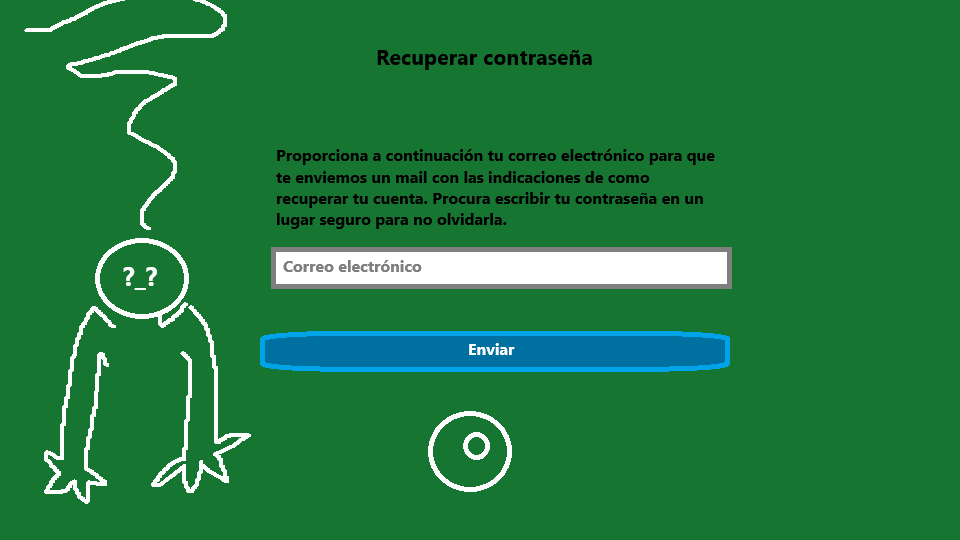 Recuperar contraseña
Proporciona a continuación tu correo electrónico para que
te enviemos un mail con las indicaciones de como
recuperar tu cuenta. Procura escribir tu contraseña en un
lugar seguro para no olvidarla.
Correo electrónico
?_?
Enviar